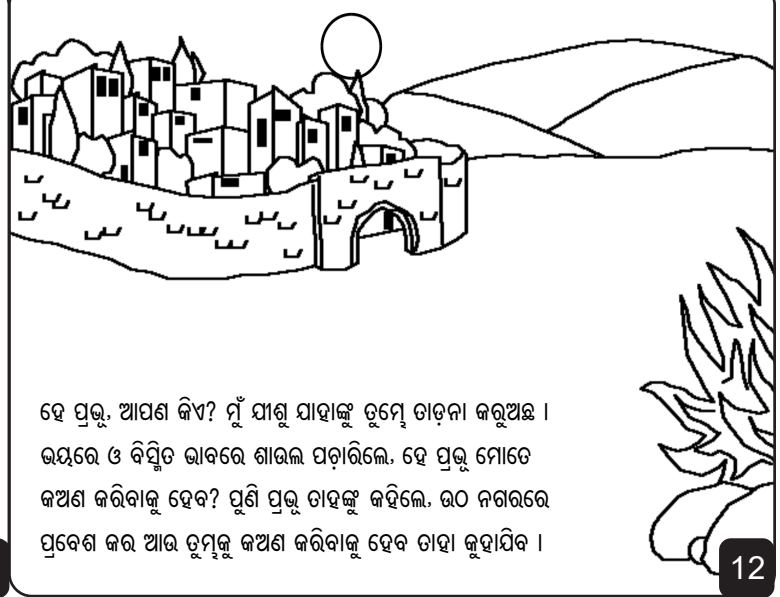 ହେ ପ୍ରଭୂ, ଆପଣ କିଏ? ମୁଁ ଯୀଶୁ ଯାହାଙ୍କୁ ତୁମ୍ଭେ ତାଡ଼ନା କରୁଅଛ ।
ଭୟରେ ଓ ବିସ୍ମିତ ଭାବରେ ଶାଉଲ ପଚ଼ାରିଲେ, ହେ ପ୍ରଭୂ ମୋତେ
କଅଣ କରିବାକୁ ହେବ? ପୁଣି ପ୍ରଭୂ ତାହଙ୍କୁ କହିଲେ, ଉଠ ନଗରରେ
ପ୍ରବେଶ କର ଆଉ ତୁମ୍ଭକୁ କଅଣ କରିବାକୁ ହେବ ତାହା କୁହାଯିବ ।
12